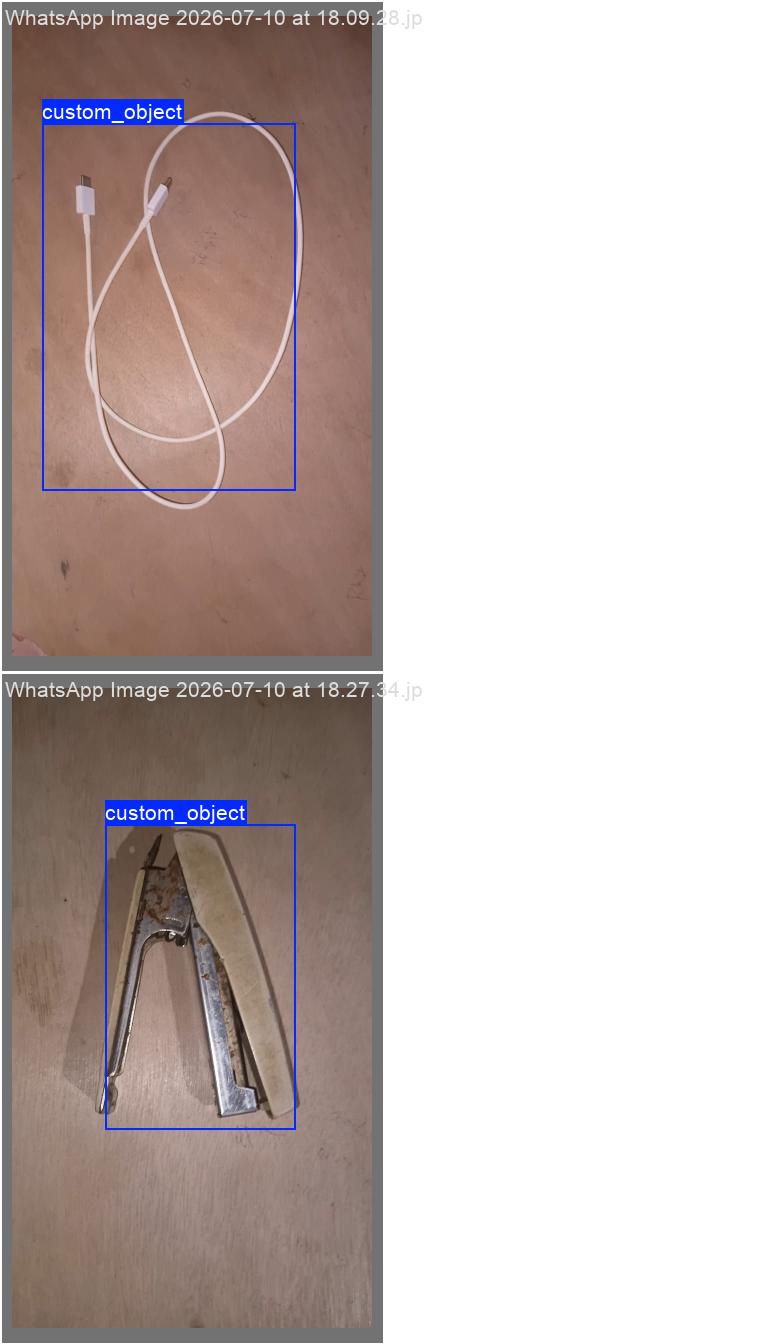 WhatsApp Image 2026-07-10 at 18.09.28.jp
custom_object
WhatsApp Image 2026-07-10 at 18.27.34.jp
custom_object